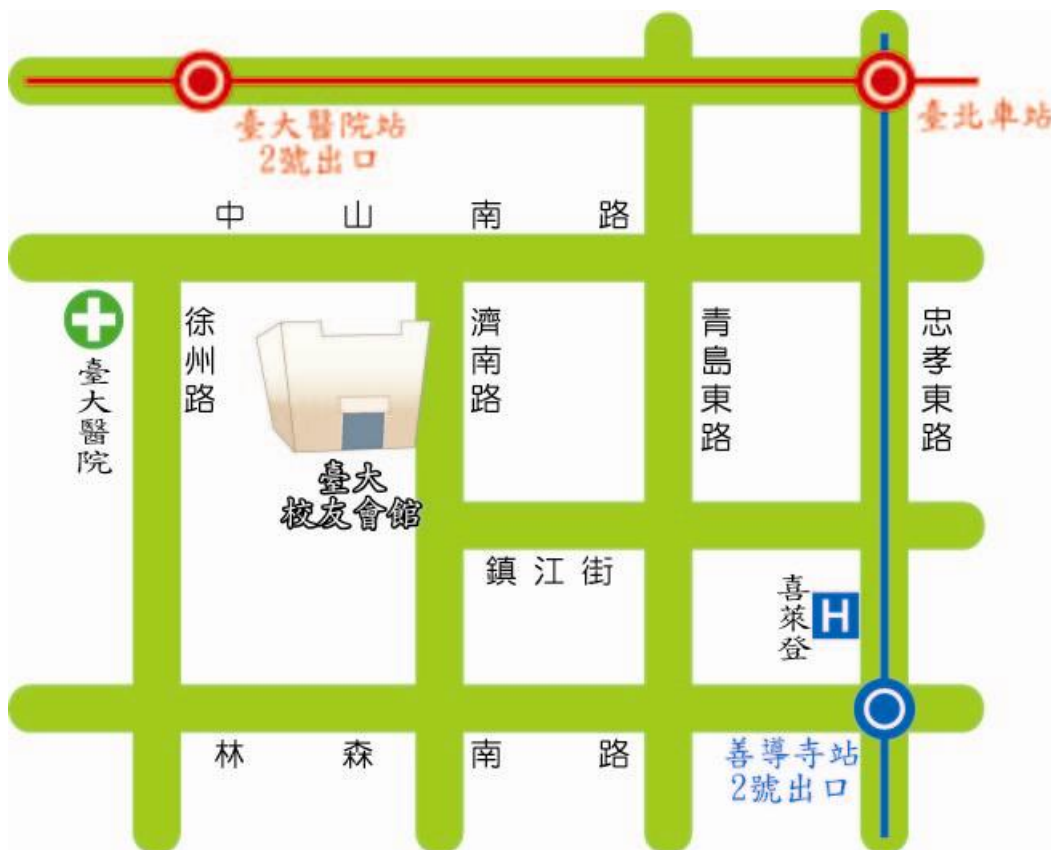 臺大醫院站
2號出口
臺北車站
中山南路
徐州路
濟南路
青島東路
忠孝東路
臺大醫院
臺大
校友會館
鎮江街
喜萊登
H
林森南路
善導寺站
2號出口